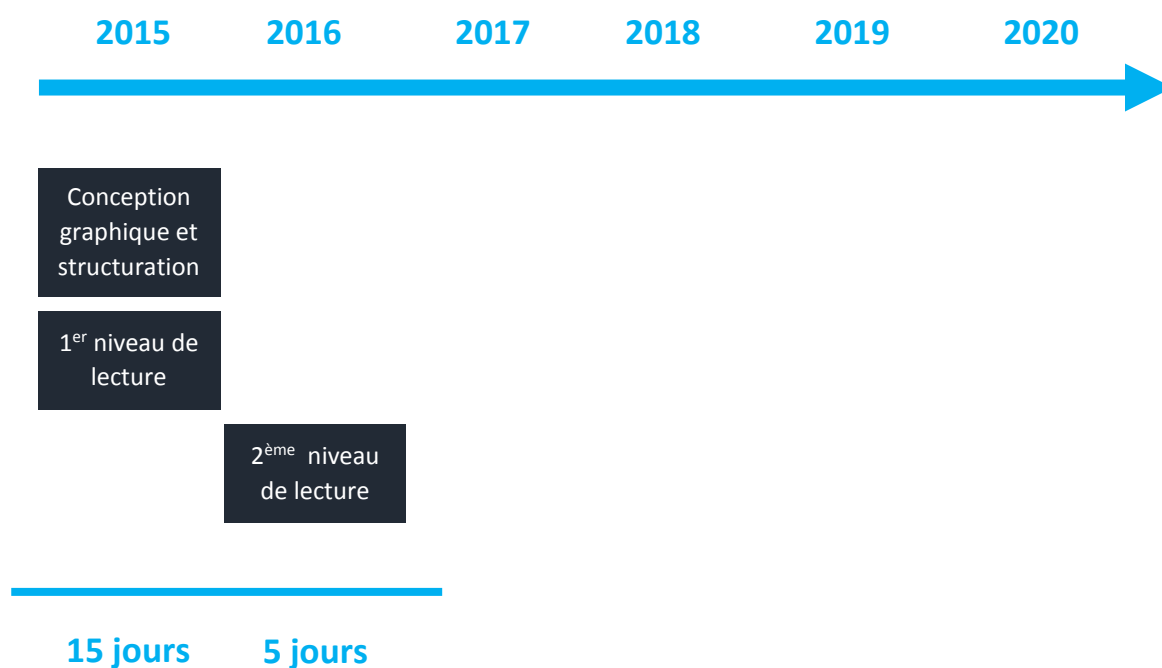 2015 2016 2017 2018 2019 2020
Conception
graphique et
structuration
1er niveau de
lecture
2ème niveau
de lecture
15 jours 5 jours